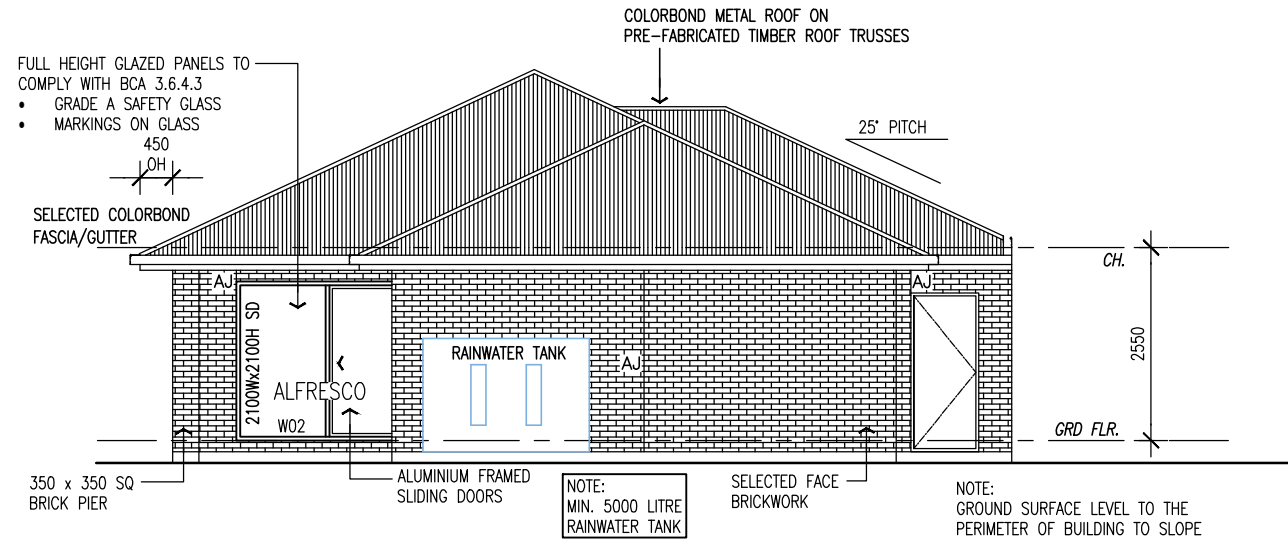 COLORBOND METAL ROOF ON
PRE-FABRICATED TIMBER ROOF TRUSSES
FULL HEIGHT GLAZED PANELS TO
COMPLY WITH BCA 3.6.4.3
• GRADE A SAFETY GLASS
• MARKINGS ON GLASS
450
OH
25° PITCH
SELECTED COLORBOND
FASCIA/GUTTER
CH.
AJ
AJ
2100Wx2100H SD
RAINWATER TANK
AJ
2550
ALFRESCO
W02
GRD FLR.
350 x 350 SQ
BRICK PIER
ALUMINIUM FRAMED
SLIDING DOORS
NOTE:
MIN. 5000 LITRE
RAINWATER TANK
SELECTED FACE
BRICKWORK
NOTE:
GROUND SURFACE LEVEL TO THE
PERIMETER OF BUILDING TO SLOPE